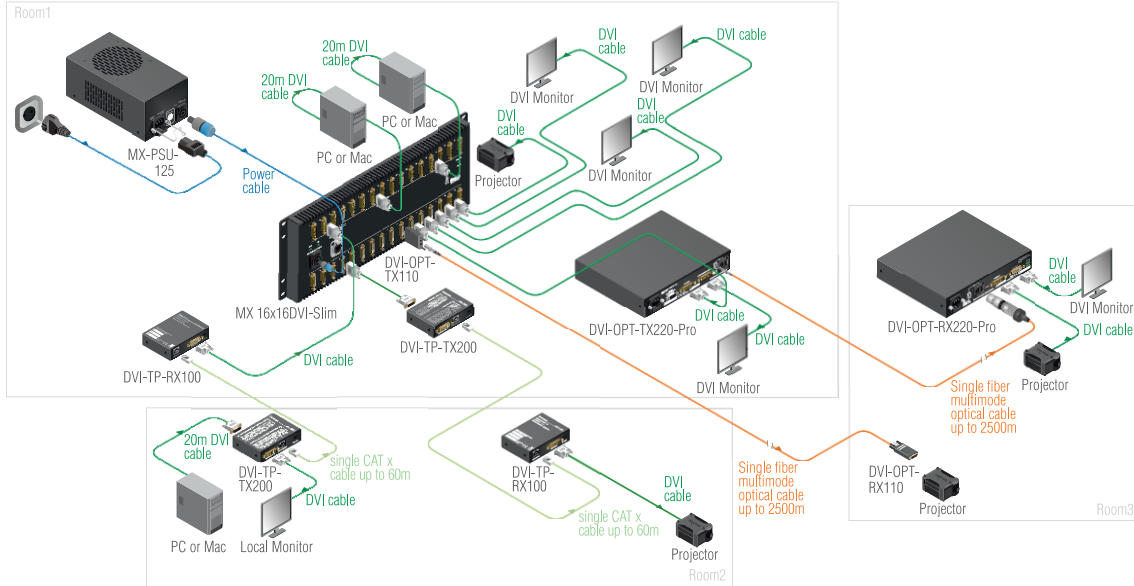 Room1
20m DVI
cable
20m DVI
cable
PC or Mac
PC or Mac
DVI
cable
DVI Monitor
DVI cable
DVI Monitor
DVI
cable
DVI
cable
DVI Monitor
Projector
MX-PSU-
125
Power
cable
DVI-OPT-
TX110
MX 16x16DVI-Slim
DVI-TP-TX200
DVI cable
DVI-TP-RX100
DVI-OPT-TX220-Pro
DVI
cable
DVI cable
DVI Monitor
DVI
cable
DVI Monitor
DVI-OPT-RX220-Pro
DVI cable
Projector
Single fiber
multimode
optical cable
up to 2500m
20m DVI
cable
DVI-TP-
TX200
single CAT x
cable up to 60m
DVI cable
PC or Mac
Local Monitor
DVI-TP-
RX100
single CAT x
cable up to 60m
DVI
cable
Projector
Room2
Single fiber
multimode
optical cable
up to 2500m
DVI-OPT-
RX110
Projector
Room3